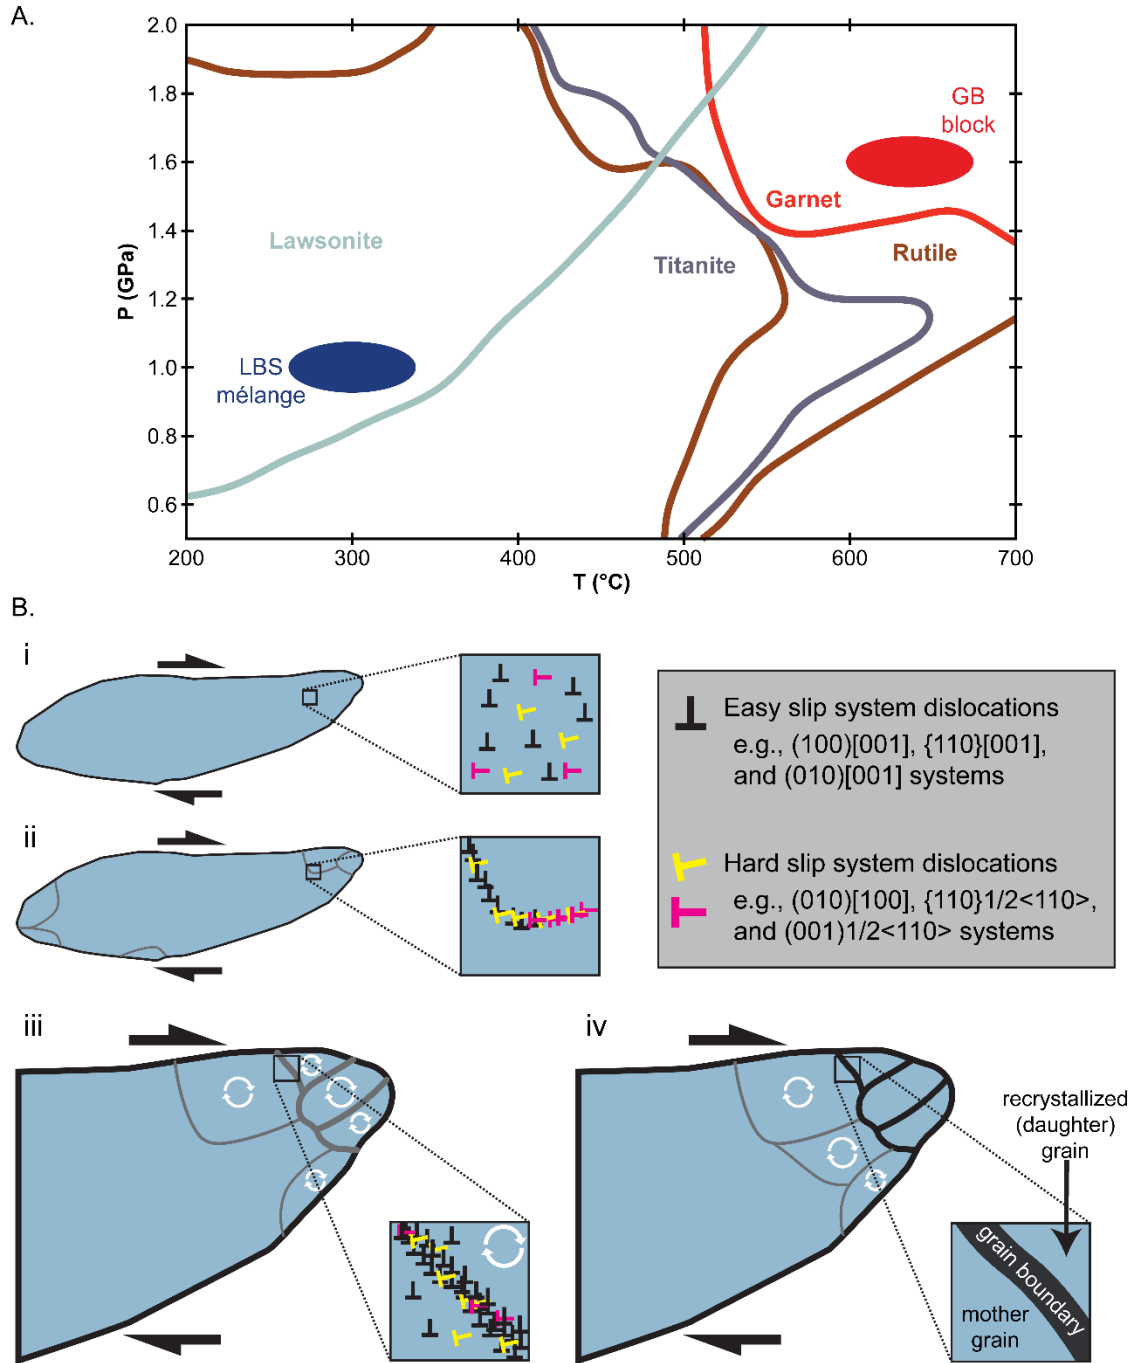 A.
2.0
1.8
1.6
1.4
1.2
1.0
0.8
0.6
P (GPa)
GB
block
Garnet
Lawsonite
Titanite
Rutile
LBS
mélange
200
300
400
500
600
700
T (°C)
B.
i
ii
Easy slip system dislocations
e.g., (100)[001], {110}[001],
and (010)[001] systems
Hard slip system dislocations
e.g., (010)[100], {110}1/2<110>,
and (001)1/2<110> systems
iii
iv
recrystallized
(daughter)
grain
grain boundary
mother
grain